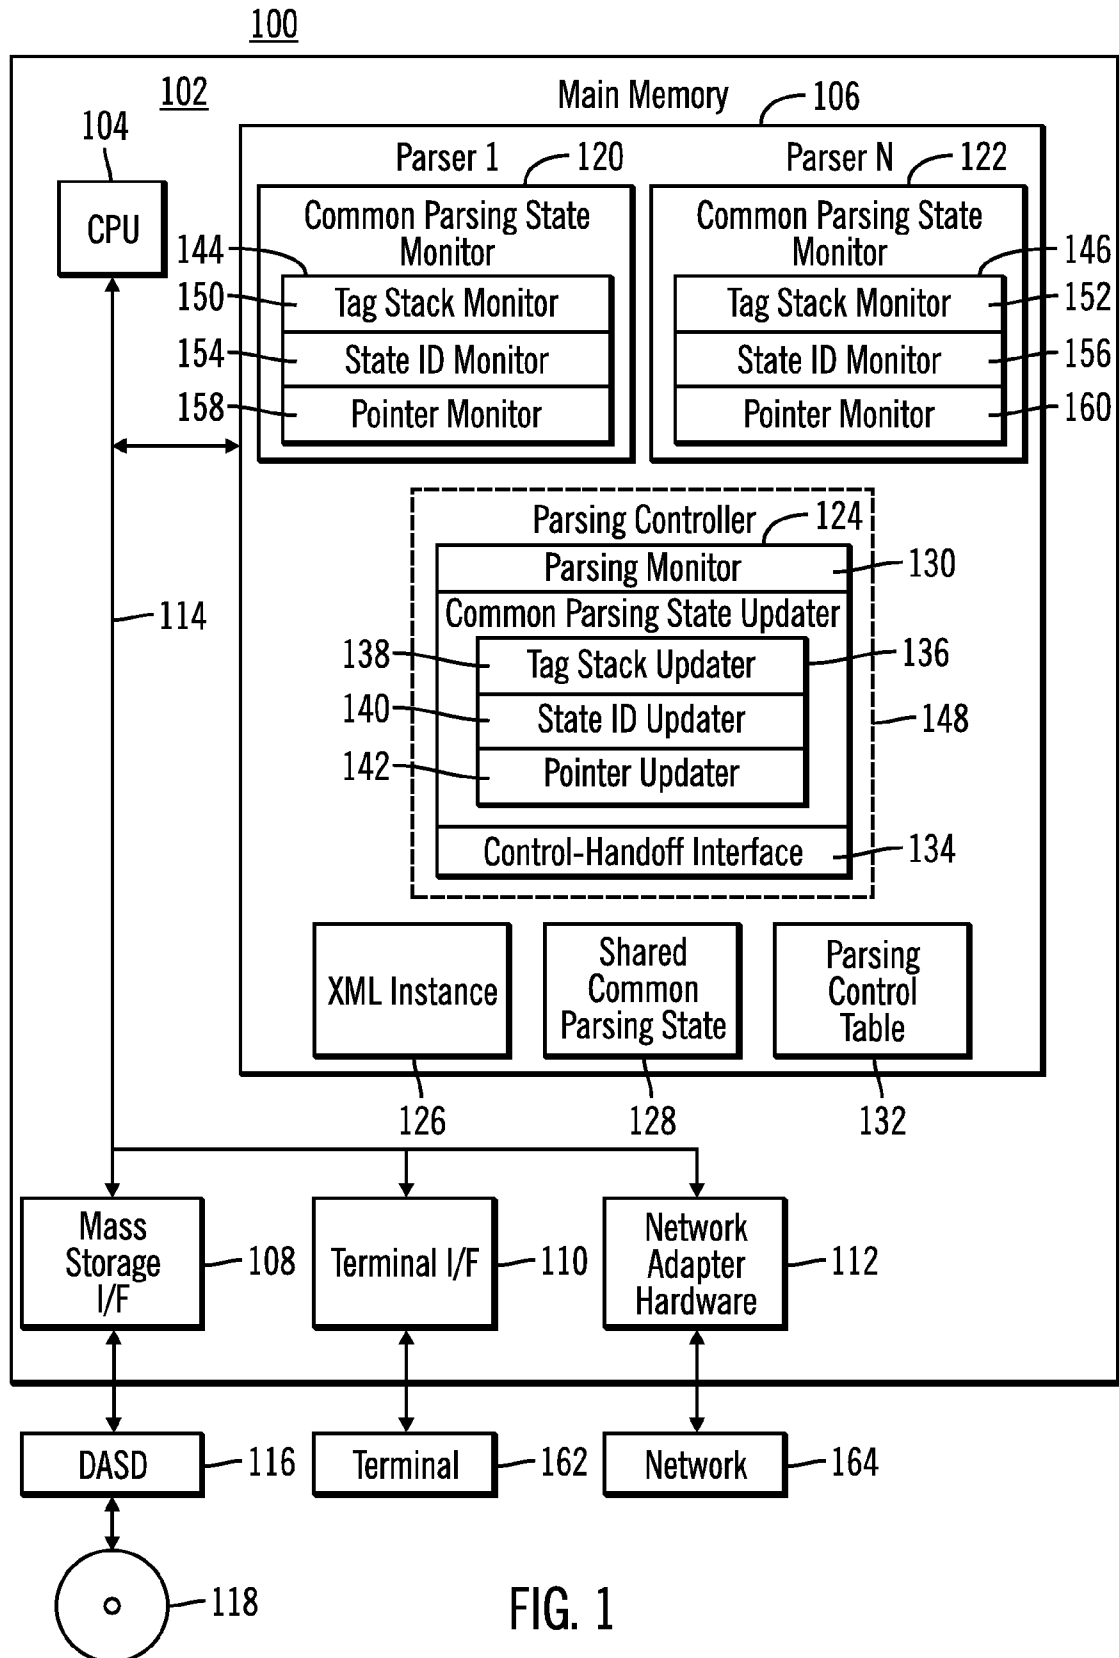 100
102
Main Memory
106
104
CPU
Parser 1
120
Parser N
122
Common Parsing State
Monitor
144
150
Tag Stack Monitor
154
State ID Monitor
158
Pointer Monitor
Common Parsing State
Monitor
146
Tag Stack Monitor
152
State ID Monitor
156
Pointer Monitor
160
114
Parsing Controller
124
Parsing Monitor
130
Common Parsing State Updater
138
Tag Stack Updater
136
140
State ID Updater
148
142
Pointer Updater
Control-Handoff Interface
134
XML Instance
126
Shared
Common
Parsing State
128
Parsing
Control
Table
132
Mass
Storage
I/F
108
Terminal I/F
110
Network
Adapter
Hardware
112
DASD
116
Terminal
162
Network
164
118
FIG. 1